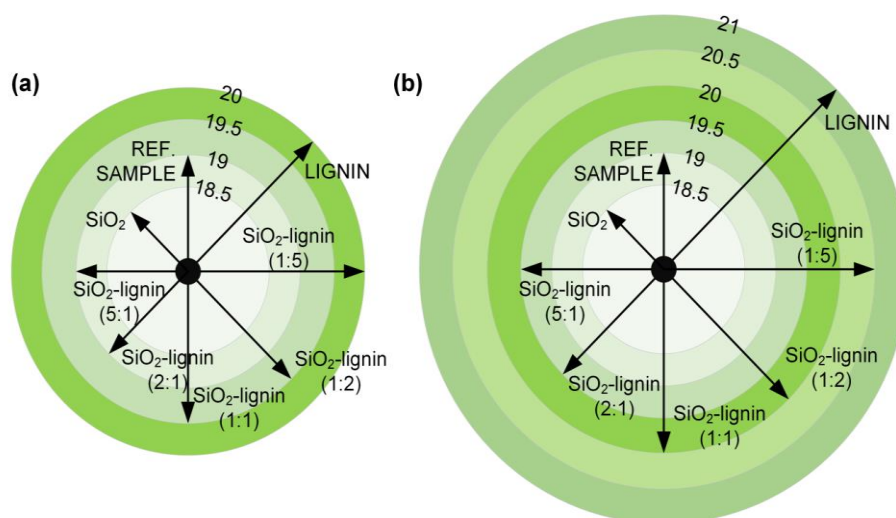 (a)
20
19.5
19
18.5
REF.
SAMPLE
LIGNIN
SiO₂
SiO₂-lignin
(1:5)
SiO₂-lignin
(5:1)
SiO₂-lignin
(2:1)
SiO₂-lignin
(1:2)
SiO₂-lignin
(1:1)
(b)
21
20.5
20
19.5
19
18.5
REF.
SAMPLE
LIGNIN
SiO₂
SiO₂-lignin
(1:5)
SiO₂-lignin
(5:1)
SiO₂-lignin
(1:2)
SiO₂-lignin
(2:1)
SiO₂-lignin
(1:1)